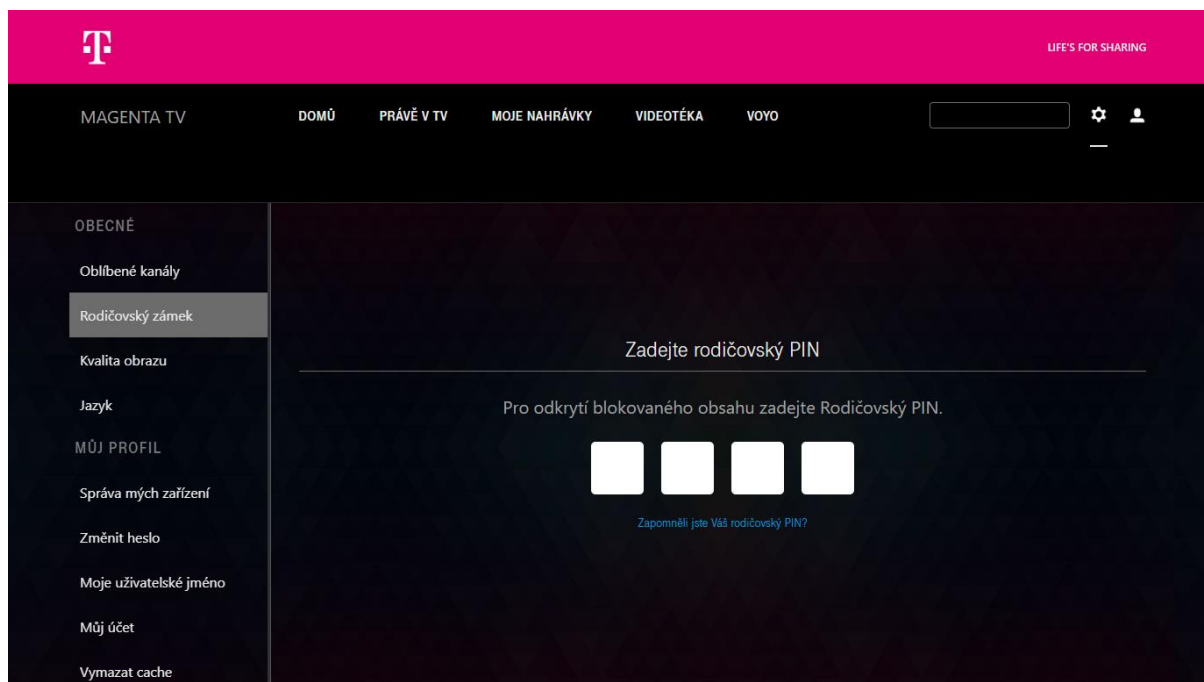 T
LIFE'S FOR SHARING
MAGENTA TV
DOMŮ PRÁVĚ V TV MOJE NAHRÁVKY VIDEOTÉKA VOYO
OBECNÉ
Oblíbené kanály
Rodičovský zámek
Kvalita obrazu
Jazyk
MŮJ PROFIL
Správa mých zařízení
Změnit heslo
Moje uživatelské jméno
Můj účet
Vymazat cache
Zadejte rodičovský PIN
Pro odkrytí blokovaného obsahu zadejte Rodičovský PIN.
Zapomněli jste Váš rodičovský PIN?